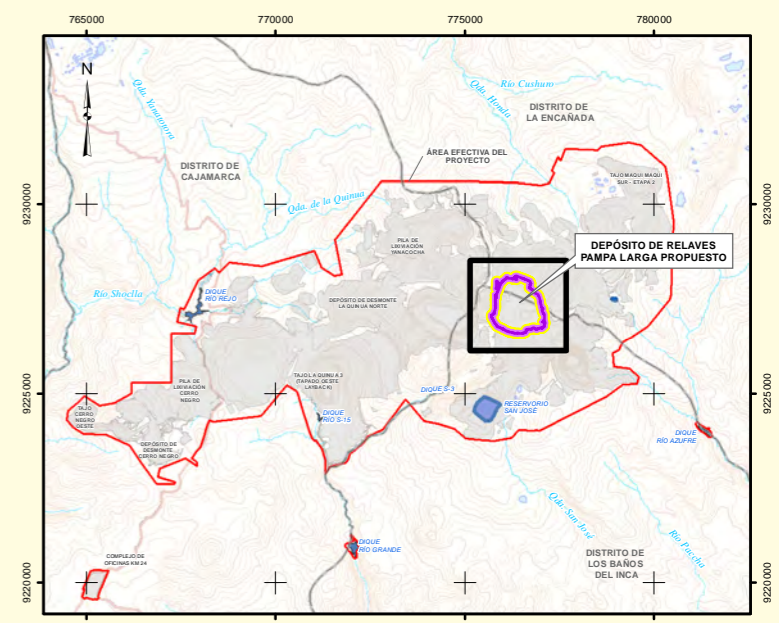 765000
770000
775000
780000
N
Río Cushuro
Qda. Honda
Qda. Yanatotora
DISTRITO DE
LA ENCAÑADA
ÁREA EFECTIVA DEL
PROYECTO
DISTRITO DE
CAJAMARCA
TAJO MAQUI MAQUI
SUR - ETAPA 2
Qda. de la Quinua
9230000
9230000
PILA DE
LIXIVIACIÓN
YANACOCHA
DEPÓSITO DE RELAVES
PAMPA LARGA PROPUESTO
Río Shoclla
DIQUE
RÍO REJO
DEPÓSITO DE DESMONTE
LA QUINUA NORTE
TAJO LA QUINUA 3
(TAPADO OESTE
LAYBACK)
DIQUE S-3
PILA DE
LIXIVIACIÓN
CERRO
NEGRO
9225000
9225000
RESERVORIO
SAN JOSÉ
TAJO
CERRO
NEGRO
OESTE
DIQUE
RÍO S-15
DIQUE
RÍO AZUFRE
DEPÓSITO DE
DESMONTE
CERRO NEGRO
Qda. San José
Río Paccha
DIQUE
RÍO GRANDE
COMPLEJO DE
OFICINAS KM 24
DISTRITO DE
LOS BAÑOS
DEL INCA
9220000
9220000